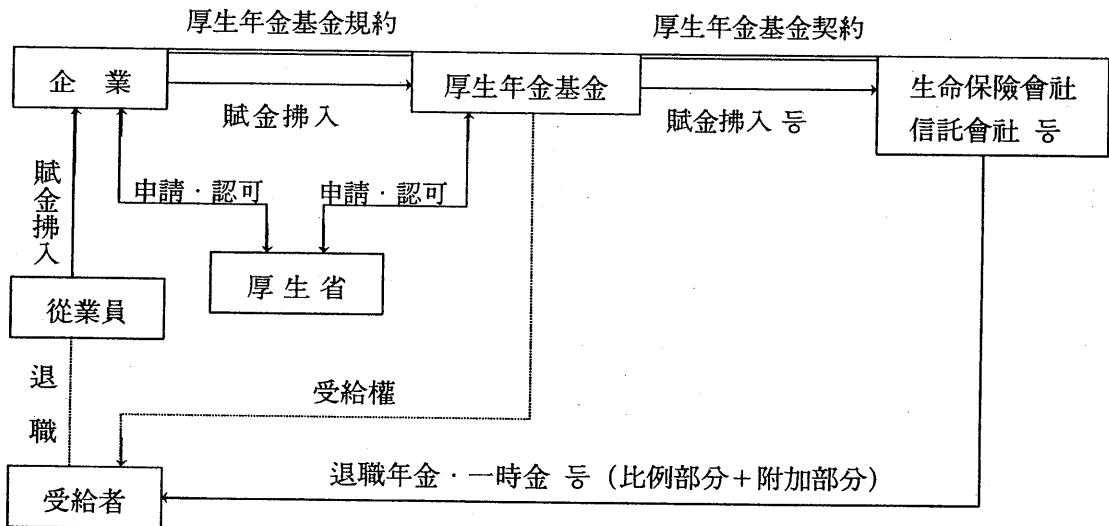 厚生年金基金規約
厚生年金基金契約
企 業
厚生年金基金
生命保險會社
信託會社 등
賦金拂入
賦金拂入 등
賦金拂入
申請·認可
申請·認可
厚生省
從業員
退職
受給權
退職年金·一時金 등 (比例部分+附加部分)
受給者